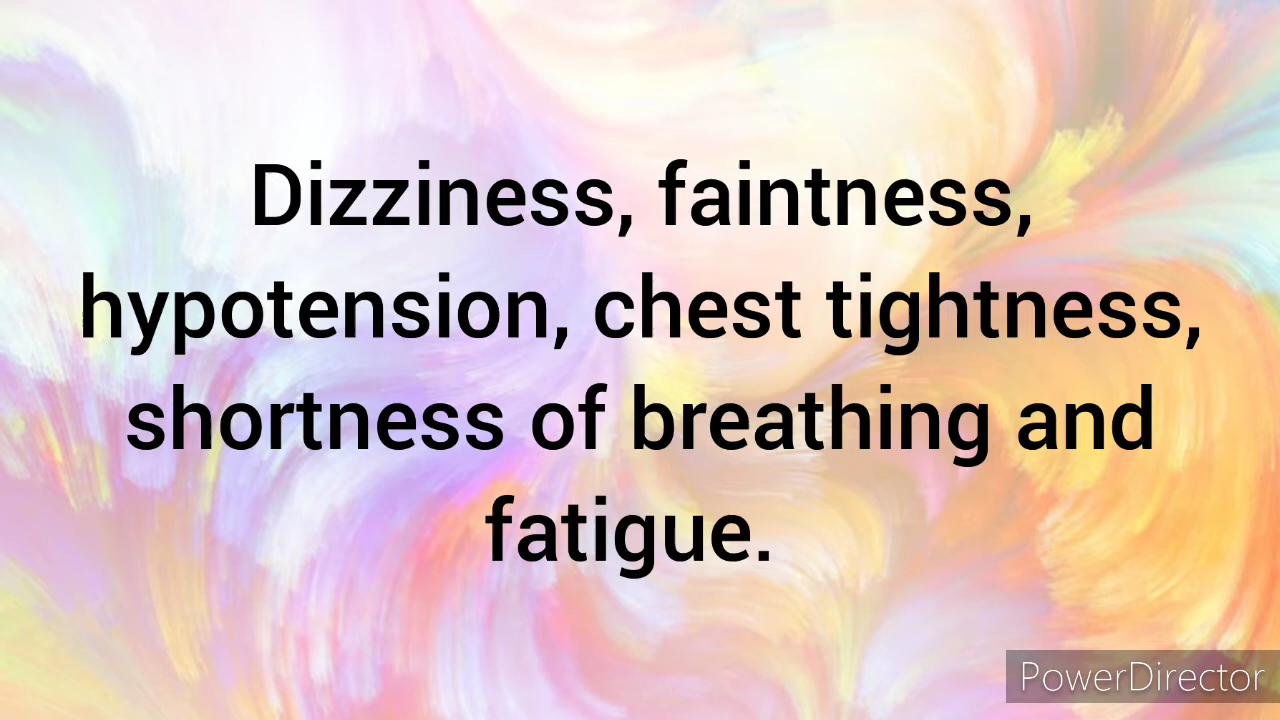 Dizziness, faintness,
hypotension, chest tightness,
shortness of breathing and
fatigue.
PowerDirector